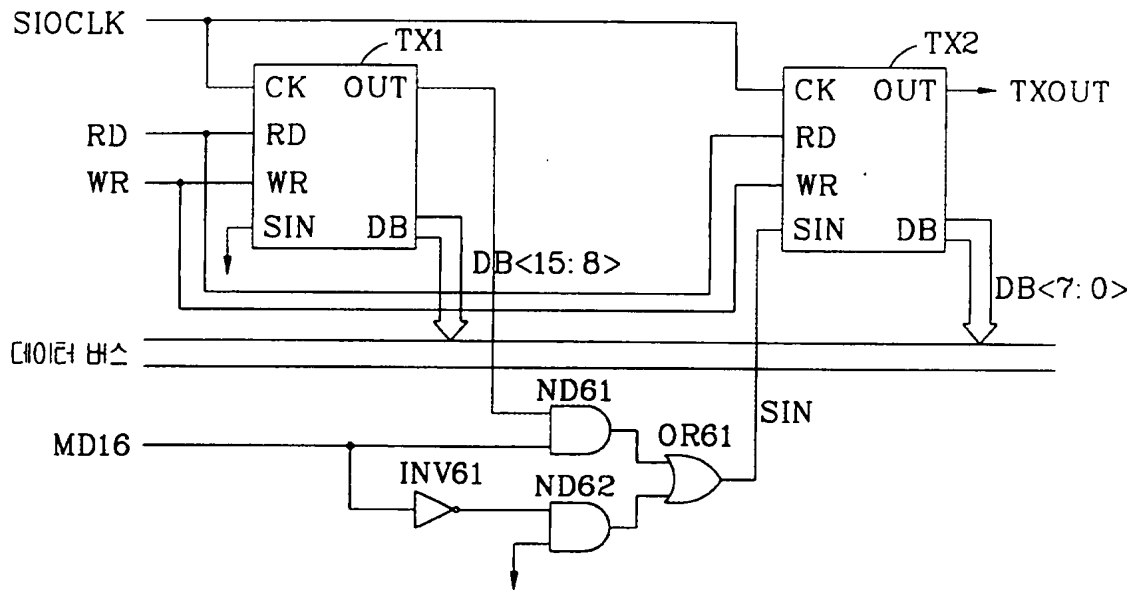 SIOCLK
TX1
TX2
CK OUT
CK OUT
TXOUT
RD
RD
RD
WR
WR
WR
SIN DB
SIN DB
DB<15:8>
DB<7:0>
데이터 버스
ND61
SIN
MD16
OR61
INV61
ND62